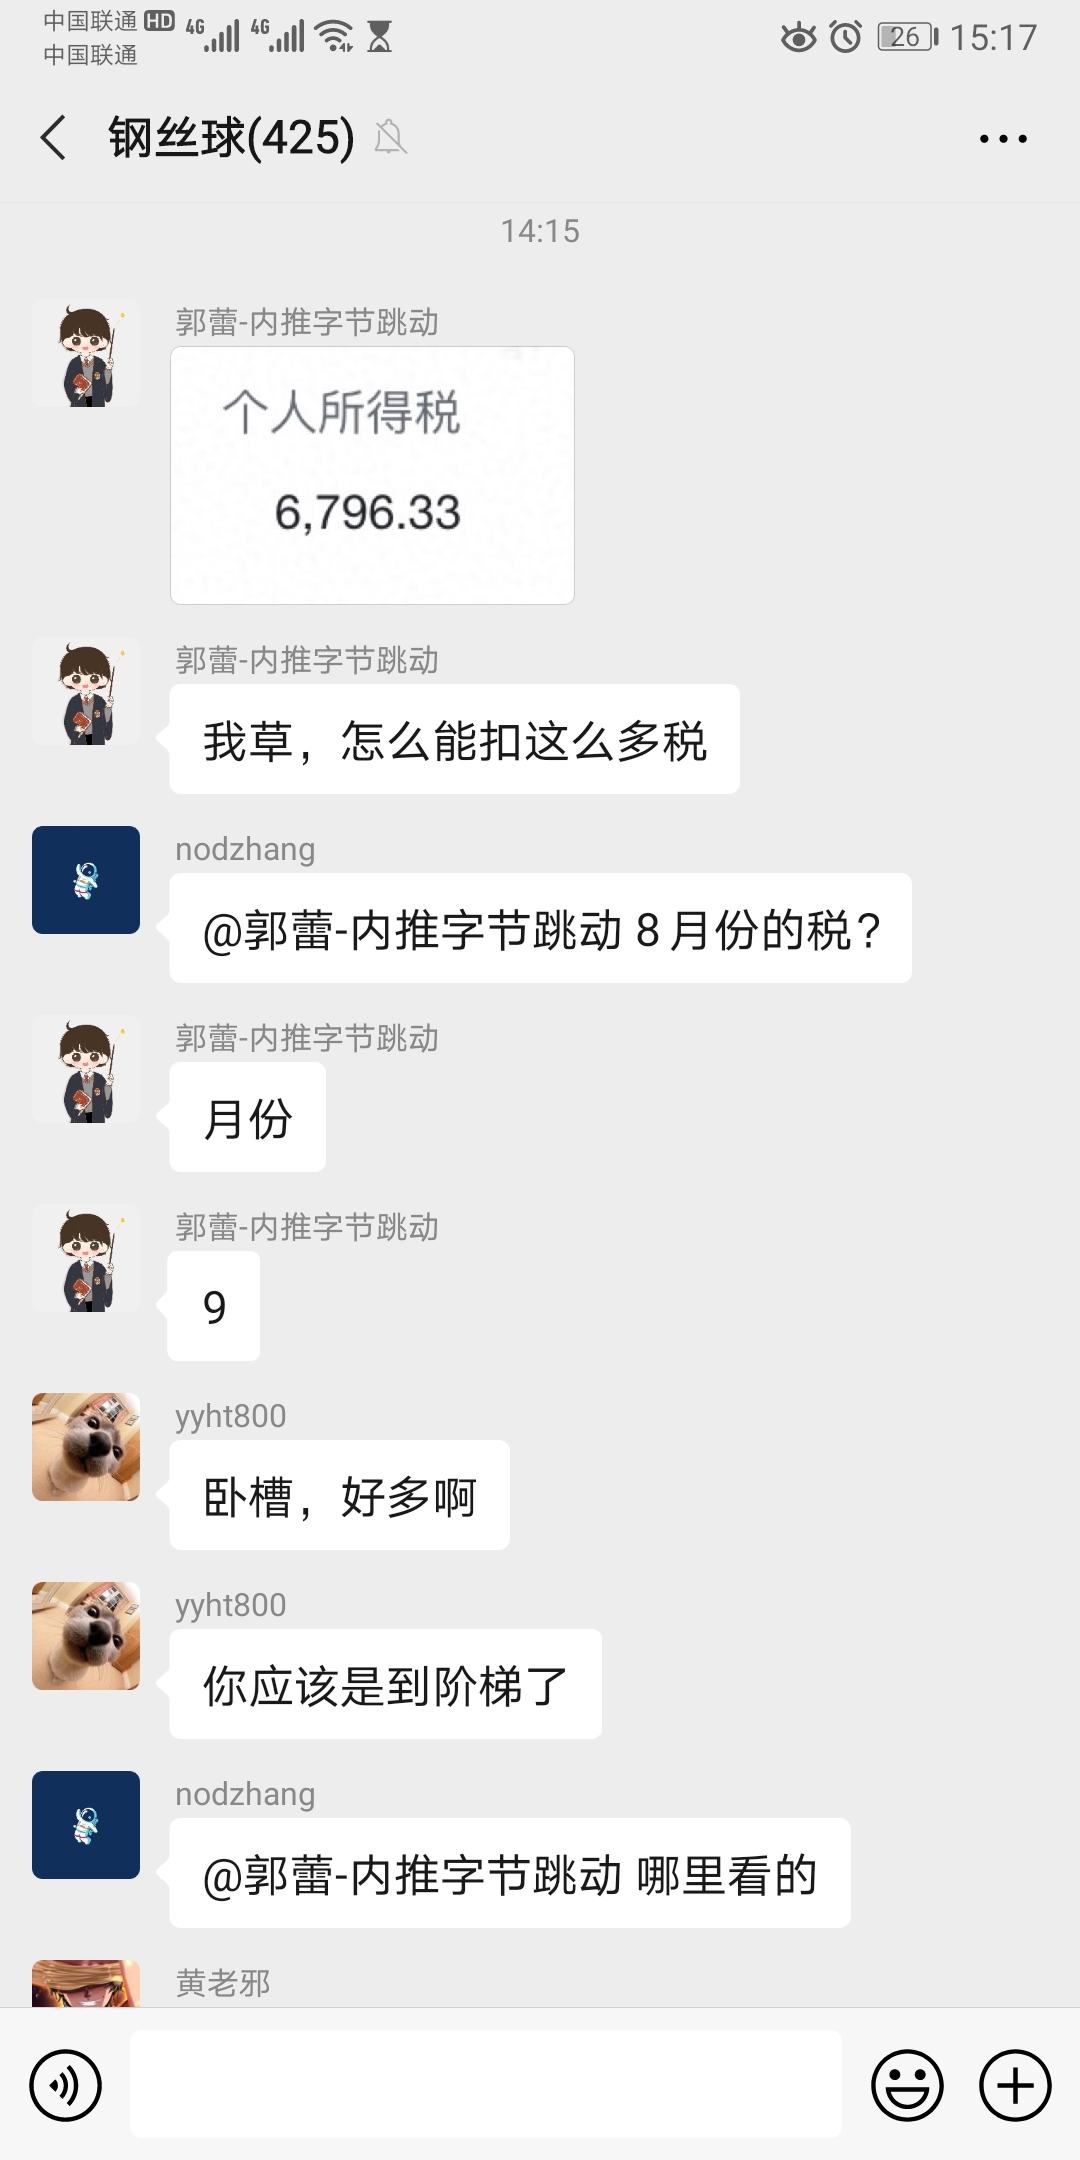 中国联通 HD 4G 4G 26 15:17
中国联通
钢丝球(425)
14:15
郭蕾-内推字节跳动
个人所得税
6,796.33
郭蕾-内推字节跳动
我草，怎么能扣这么多税
nodzhang
@郭蕾-内推字节跳动 8 月份的税?
郭蕾-内推字节跳动
月份
郭蕾-内推字节跳动
9
yyht800
卧槽，好多啊
yyht800
你应该是到阶梯了
nodzhang
@郭蕾-内推字节跳动 哪里看的
黄老邪